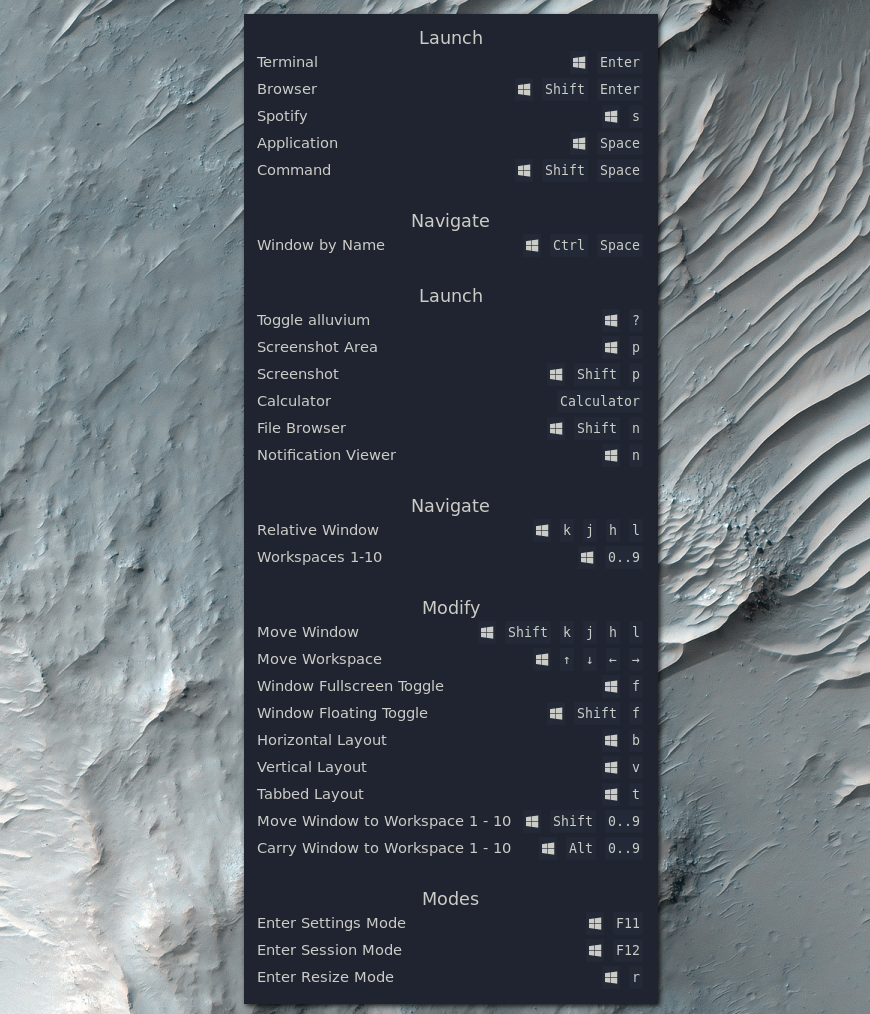 Launch
Terminal Enter
Browser Shift Enter
Spotify s
Application Space
Command Shift Space
Navigate
Window by Name Ctrl Space
Launch
Toggle alluvium ?
Screenshot Area p
Screenshot Shift p
Calculator Calculator
File Browser Shift n
Notification Viewer n
Navigate
Relative Window k j h l
Workspaces 1-10 0..9
Modify
Move Window Shift k j h l
Move Workspace ↑ ↓ ← →
Window Fullscreen Toggle f
Window Floating Toggle Shift f
Horizontal Layout b
Vertical Layout v
Tabbed Layout t
Move Window to Workspace 1 - 10 Shift 0..9
Carry Window to Workspace 1 - 10 Alt 0..9
Modes
Enter Settings Mode F11
Enter Session Mode F12
Enter Resize Mode r